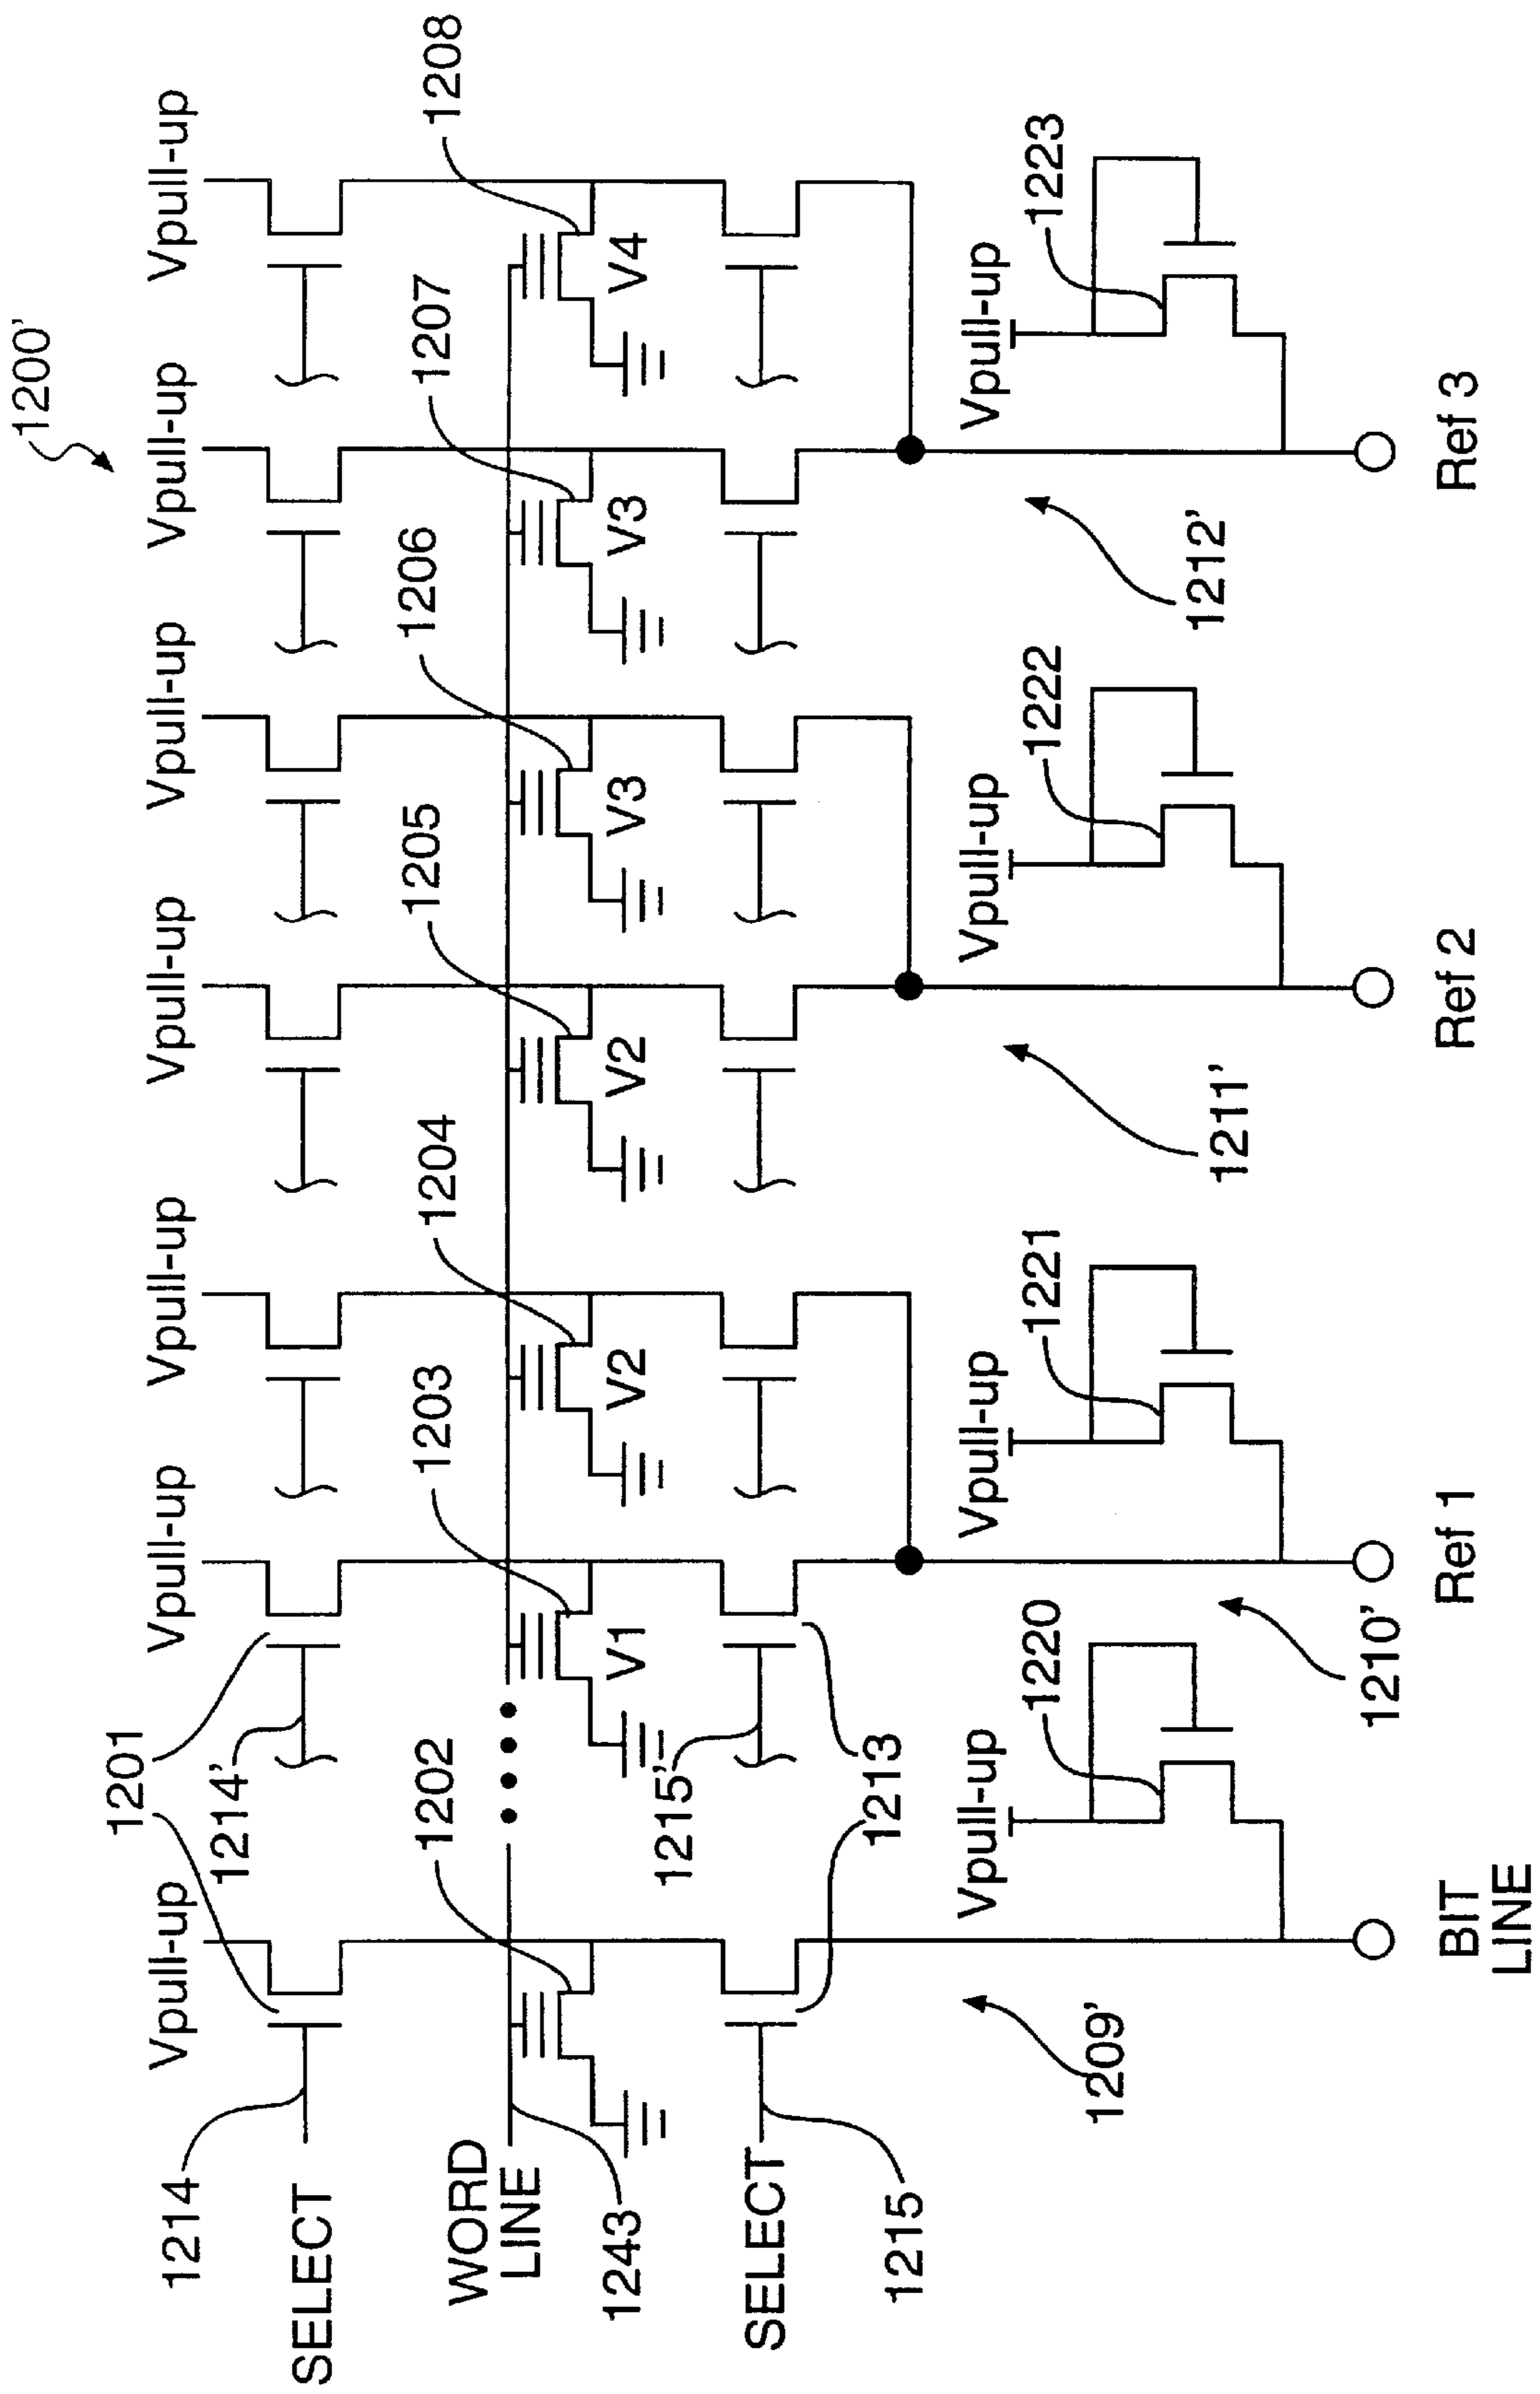 1200'
Vpull-up Vpull-up Vpull-up Vpull-up Vpull-up Vpull-up Vpull-up
1201
1214
1214'
SELECT
1202 1203 1204 1205 1206 1207 1208
WORD
LINE
V1 V2 V2 V3 V3 V4
1243
1215'
SELECT
1213
1215
Vpull-up Vpull-up Vpull-up Vpull-up
1220 1221 1222 1223
1209' 1210' 1211' 1212'
BIT
LINE
Ref 1 Ref 2 Ref 3